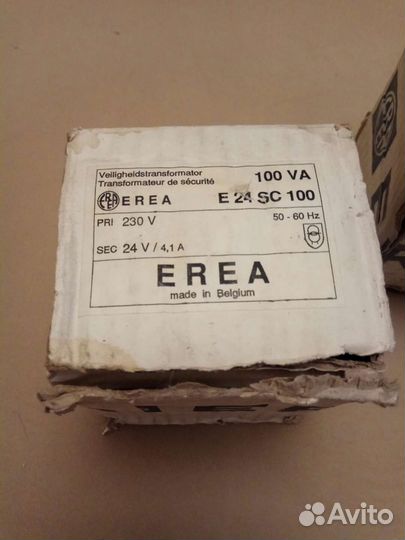 Veiligheidstransformator
Transformateur de sécurité
100 VA
EREA
E 24 SC 100
PRI 230 V
50 - 60 Hz
SEC 24 V / 4,1 A
EREA
made in Belgium
Avito